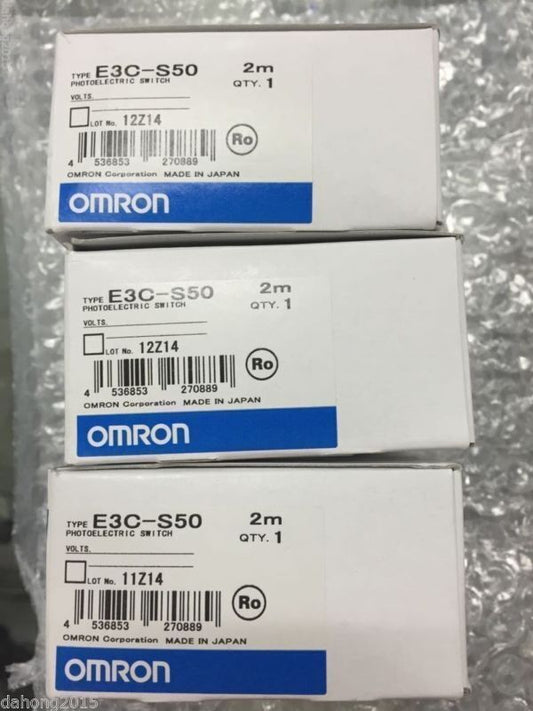 TYPE E3C-S50 2m
PHOTOELECTRIC SWITCH QTY. 1
VOLTS.
LOT No. 12Z14
Ro
4 536853 270889
OMRON Corporation MADE IN JAPAN
OMRON
TYPE E3C-S50 2m
PHOTOELECTRIC SWITCH QTY. 1
VOLTS.
LOT No. 12Z14
Ro
4 536853 270889
OMRON Corporation MADE IN JAPAN
OMRON
TYPE E3C-S50 2m
PHOTOELECTRIC SWITCH QTY. 1
VOLTS.
LOT No. 11Z14
Ro
4 536853 270889
OMRON Corporation MADE IN JAPAN
OMRON
dahong2015